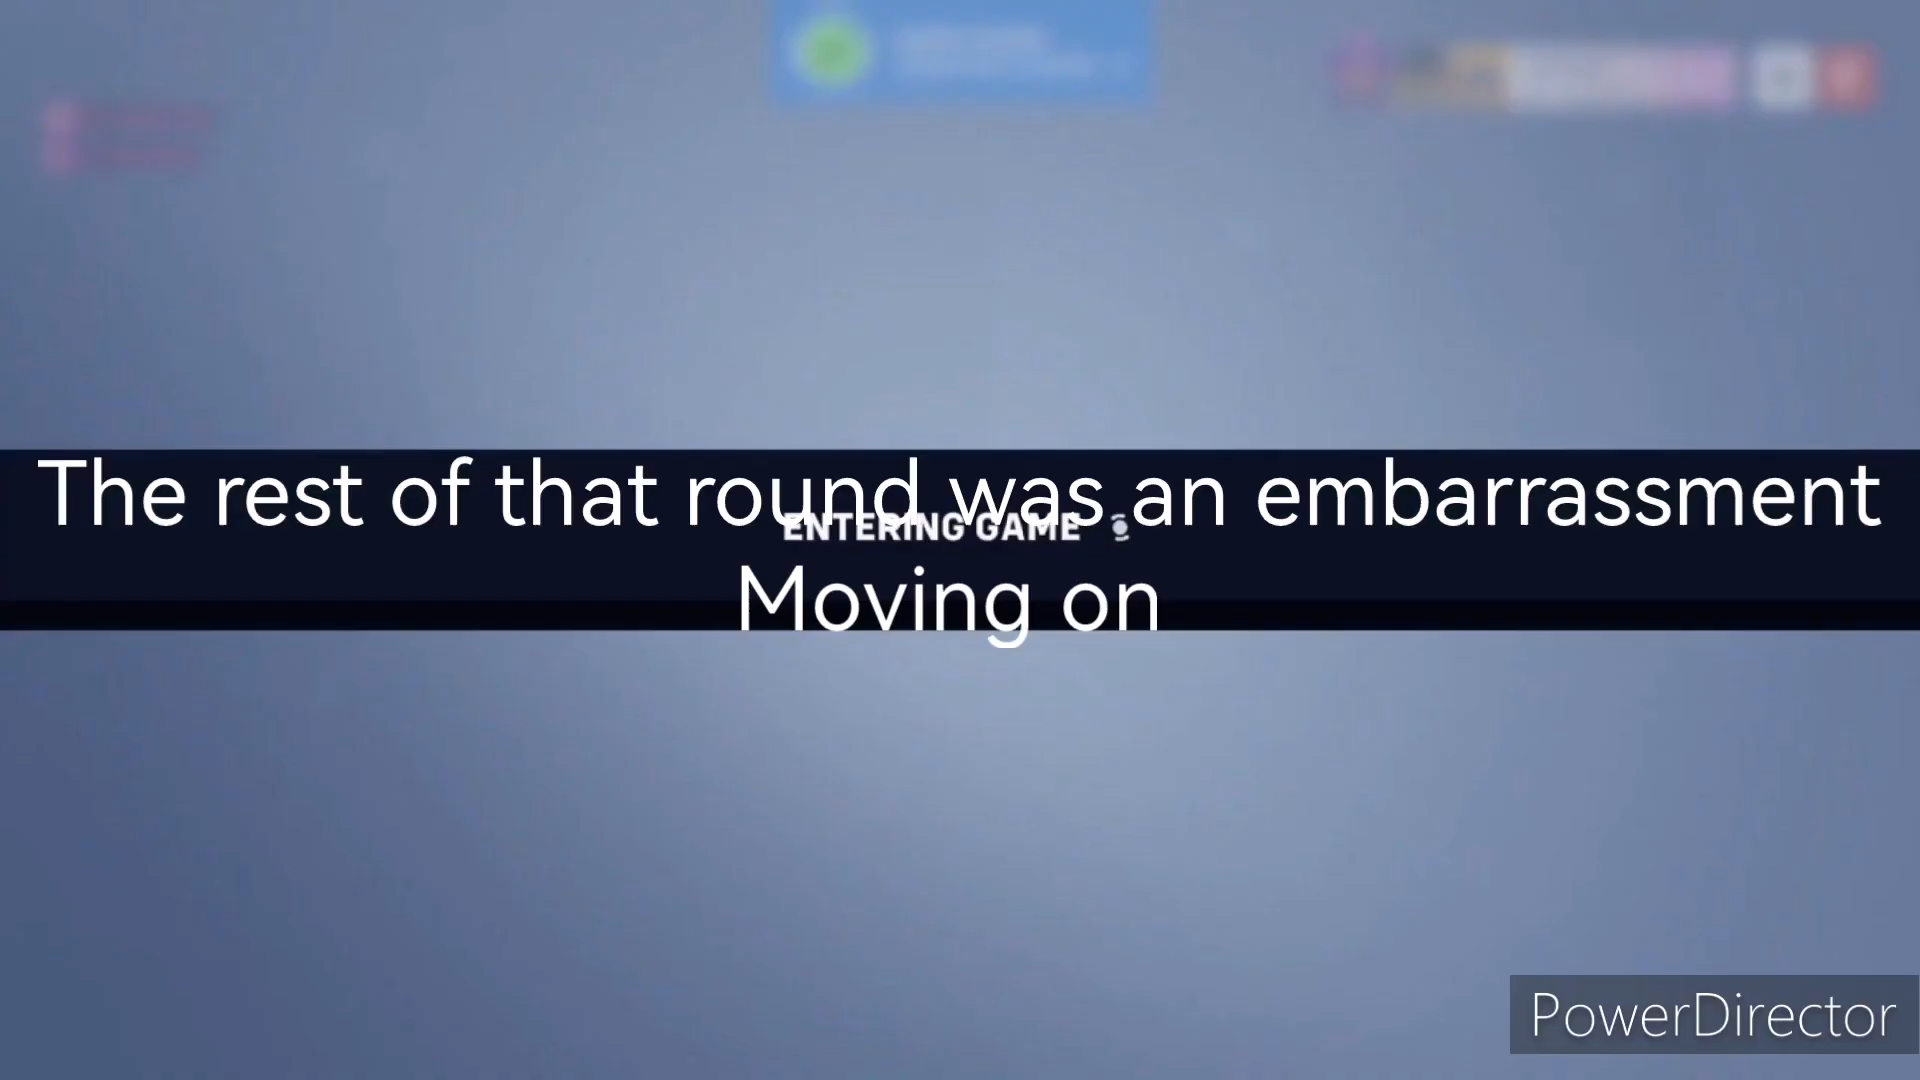 The rest of that round was an embarrassment
ENTERING GAME
Moving on
PowerDirector